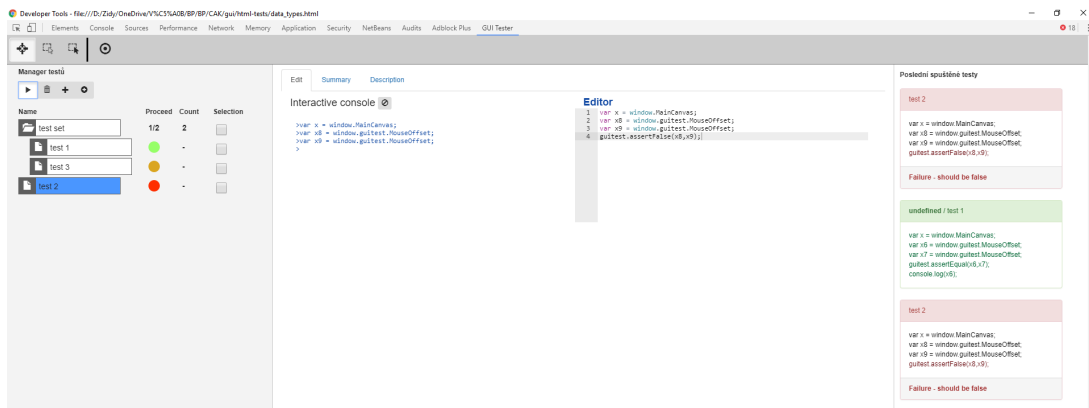 Developer Tools - file:///D:/Zidy/OneDrive/V%C5%A0B/BP/BP/CAK/gui/html-tests/data_types.html
Elements Console Sources Performance Network Memory Application Security NetBeans Audits Adblock Plus GUI Tester
18
Manager testů
Name Proceed Count Selection
test set 1/2 2
test 1 -
test 3 -
test 2 -
Edit Summary Description
Interactive console
>var x = window.MainCanvas;
>var x8 = window.guitest.MouseOffset;
>var x9 = window.guitest.MouseOffset;
>
Editor
1 var x = window.MainCanvas;
2 var x8 = window.guitest.MouseOffset;
3 var x9 = window.guitest.MouseOffset;
4 guitest.assertFalse(x8,x9);
Poslední spuštěné testy
test 2
var x = window.MainCanvas;
var x8 = window.guitest.MouseOffset;
var x9 = window.guitest.MouseOffset;
guitest.assertFalse(x8,x9);
Failure - should be false
undefined / test 1
var x = window.MainCanvas;
var x6 = window.guitest.MouseOffset;
var x7 = window.guitest.MouseOffset;
guitest.assertEqual(x6,x7);
console.log(x6);
test 2
var x = window.MainCanvas;
var x8 = window.guitest.MouseOffset;
var x9 = window.guitest.MouseOffset;
guitest.assertFalse(x8,x9);
Failure - should be false